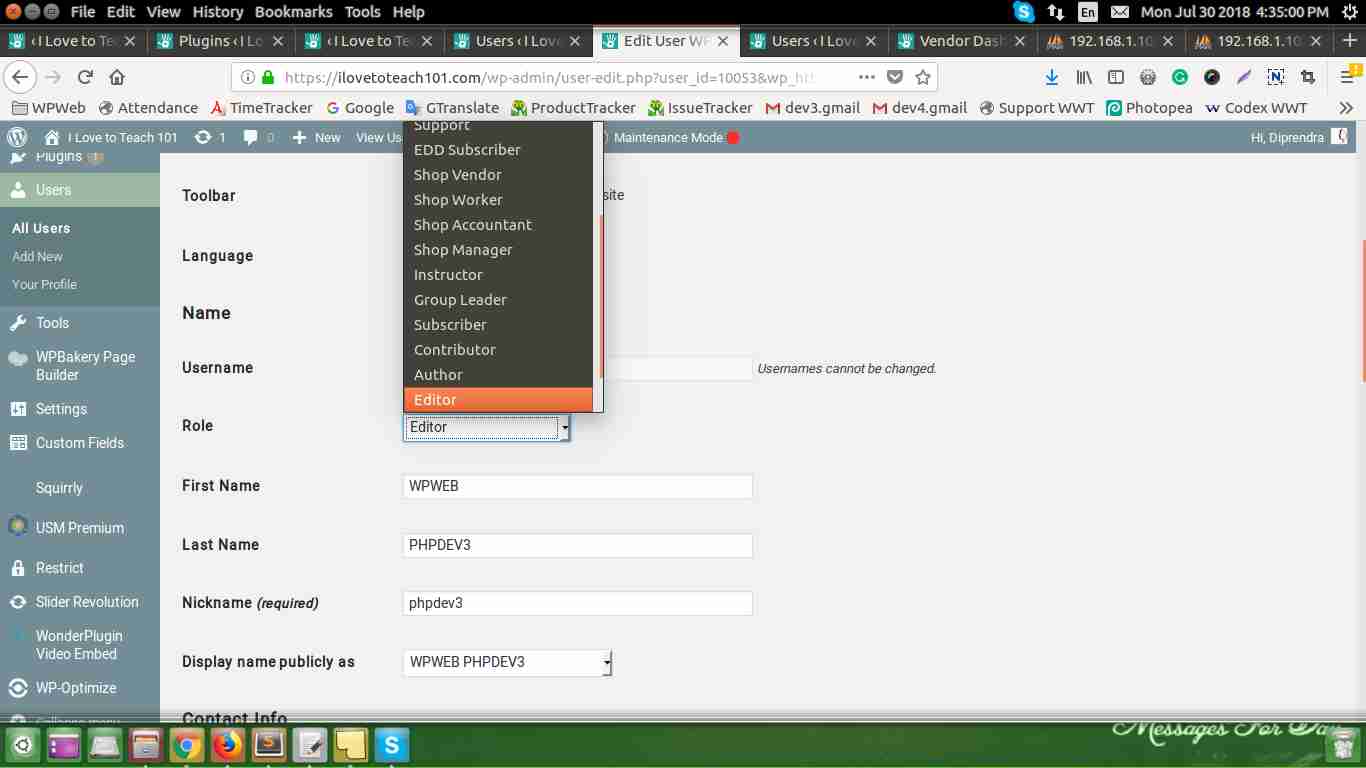 File Edit View History Bookmarks Tools Help
En
Mon Jul 30 2018 4:35:00 PM
‹ I Love to Te
Plugins ‹ I Lo
‹ I Love to Te
Users ‹ I Love
Edit User WP
Users ‹ I Love
Vendor Dash
192.168.1.10
192.168.1.10
https://ilovetoteach101.com/wp-admin/user-edit.php?user_id=10053&wp_ht
WPWeb Attendance TimeTracker Google GTranslate ProductTracker IssueTracker dev3.gmail dev4.gmail Support WWT Photopea Codex WWT
I Love to Teach 101 1 0 New View Us Maintenance Mode Hi, Diprendra
Plugins 1
Users
All Users
Add New
Your Profile
Tools
WPBakery Page
Builder
Settings
Custom Fields
Squirrly
USM Premium
Restrict
Slider Revolution
WonderPlugin
Video Embed
WP-Optimize
Collapse menu
Toolbar
site
Language
Name
Username
Usernames cannot be changed.
Support
EDD Subscriber
Shop Vendor
Shop Worker
Shop Accountant
Shop Manager
Instructor
Group Leader
Subscriber
Contributor
Author
Editor
Role Editor
First Name WPWEB
Last Name PHPDEV3
Nickname (required) phpdev3
Display name publicly as WPWEB PHPDEV3
Contact Info
Messages For Day